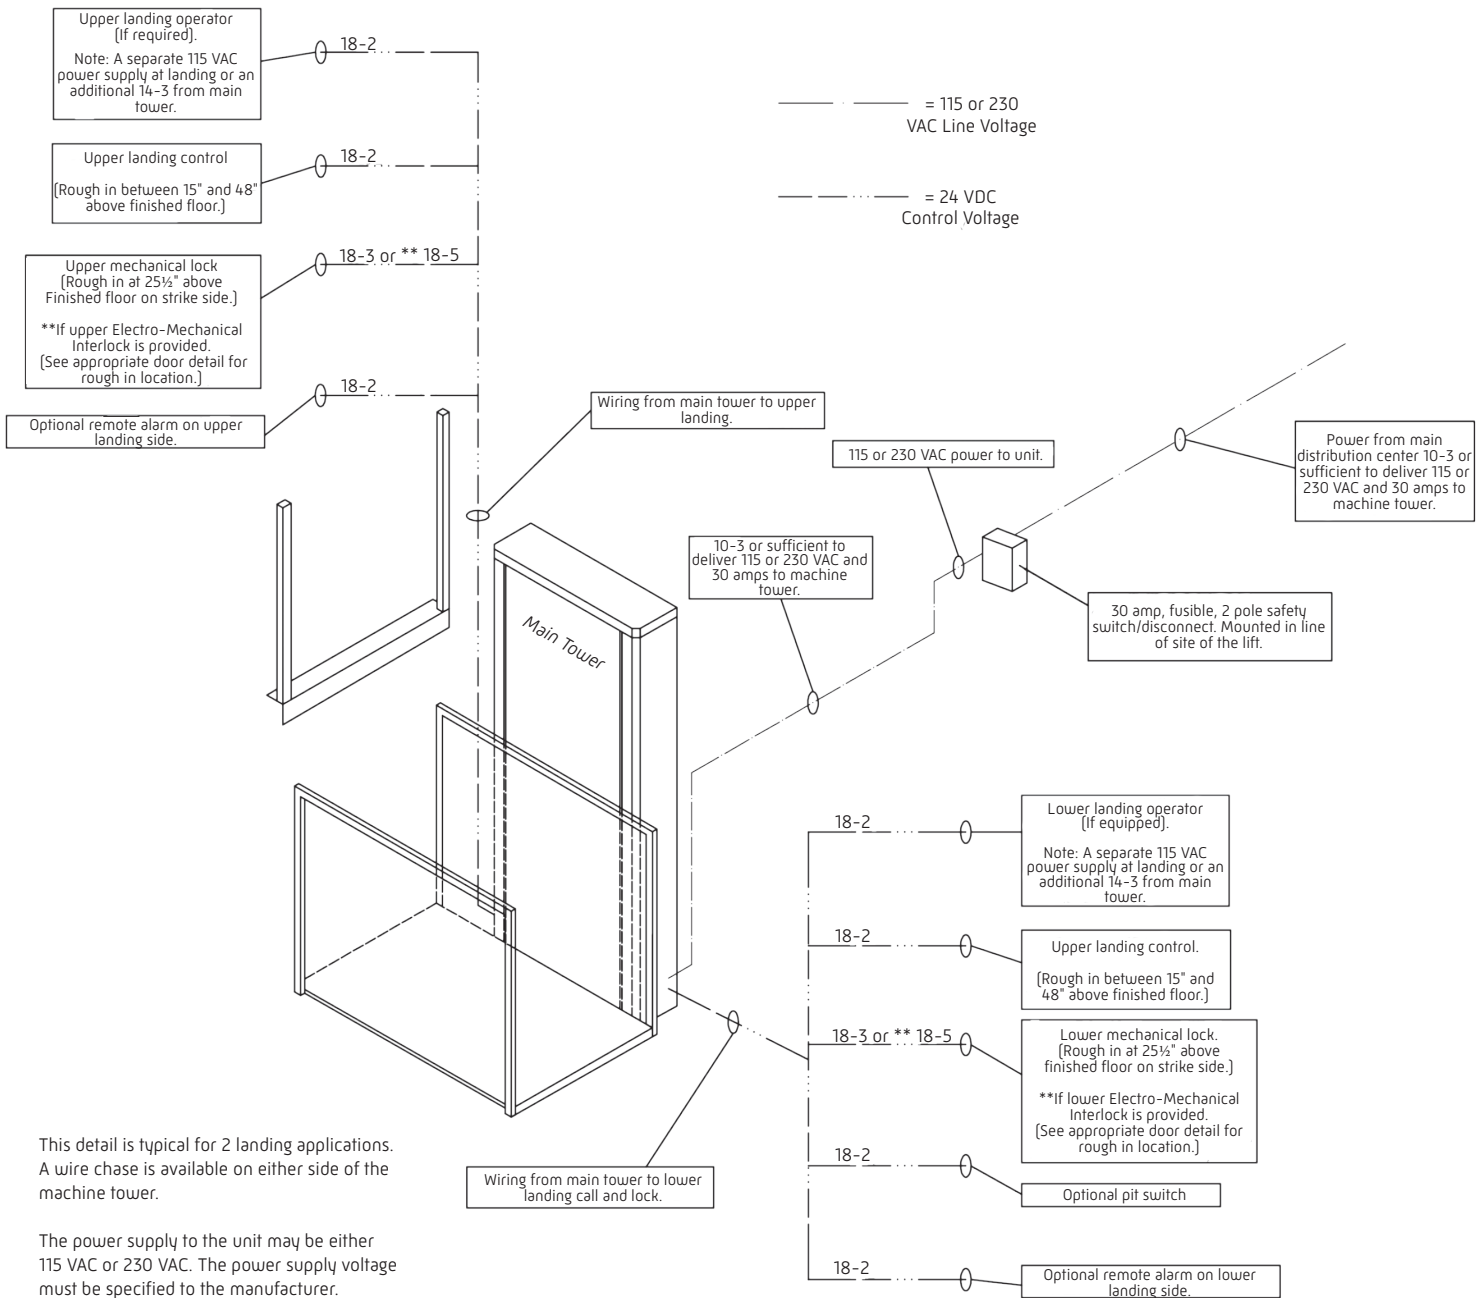 Upper landing operator
(If required).
Note: A separate 115 VAC
power supply at landing or an
additional 14-3 from main
tower.
18-2
Upper landing control
(Rough in between 15" and 48"
above finished floor.)
18-2
Upper mechanical lock
(Rough in at 25½" above
Finished floor on strike side.)
**If upper Electro-Mechanical
Interlock is provided.
(See appropriate door detail for
rough in location.)
18-3 or ** 18-5
Optional remote alarm on upper
landing side.
18-2
= 115 or 230
VAC Line Voltage
= 24 VDC
Control Voltage
Wiring from main tower to upper
landing.
115 or 230 VAC power to unit.
Power from main
distribution center 10-3 or
sufficient to deliver 115 or
230 VAC and 30 amps to
machine tower.
10-3 or sufficient to
deliver 115 or 230 VAC and
30 amps to machine
tower.
30 amp, fusible, 2 pole safety
switch/disconnect. Mounted in line
of site of the lift.
Main Tower
18-2
Lower landing operator
(If equipped).
Note: A separate 115 VAC
power supply at landing or an
additional 14-3 from main
tower.
18-2
Upper landing control.
(Rough in between 15" and
48" above finished floor.)
18-3 or ** 18-5
Lower mechanical lock.
(Rough in at 25½" above
finished floor on strike side.)
**If lower Electro-Mechanical
Interlock is provided.
(See appropriate door detail for
rough in location.)
18-2
Optional pit switch
18-2
Optional remote alarm on lower
landing side.
Wiring from main tower to lower
landing call and lock.
This detail is typical for 2 landing applications.
A wire chase is available on either side of the
machine tower.
The power supply to the unit may be either
115 VAC or 230 VAC. The power supply voltage
must be specified to the manufacturer.